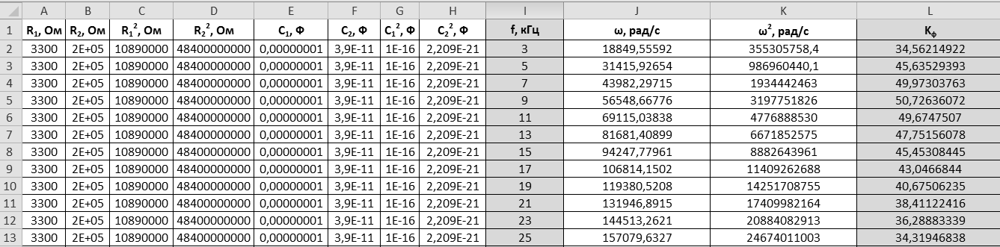 A B C D E F G H I J K L
1 R₁, Ом R₂, Ом R₁², Ом R₂², Ом C₁, Ф C₂, Ф C₁², Ф C₂², Ф f, кГц ω, рад/с ω², рад/с Kф
2 3300 2E+05 10890000 48400000000 0,00000001 3,9E-11 1E-16 2,209E-21 3 18849,55592 355305758,4 34,56214922
3 3300 2E+05 10890000 48400000000 0,00000001 3,9E-11 1E-16 2,209E-21 5 31415,92654 986960440,1 45,63529393
4 3300 2E+05 10890000 48400000000 0,00000001 3,9E-11 1E-16 2,209E-21 7 43982,29715 1934442463 49,97303763
5 3300 2E+05 10890000 48400000000 0,00000001 3,9E-11 1E-16 2,209E-21 9 56548,66776 3197751826 50,72636072
6 3300 2E+05 10890000 48400000000 0,00000001 3,9E-11 1E-16 2,209E-21 11 69115,03838 4776888530 49,6747507
7 3300 2E+05 10890000 48400000000 0,00000001 3,9E-11 1E-16 2,209E-21 13 81681,40899 6671852575 47,75156078
8 3300 2E+05 10890000 48400000000 0,00000001 3,9E-11 1E-16 2,209E-21 15 94247,77961 8882643961 45,45308445
9 3300 2E+05 10890000 48400000000 0,00000001 3,9E-11 1E-16 2,209E-21 17 106814,1502 11409262688 43,0466844
10 3300 2E+05 10890000 48400000000 0,00000001 3,9E-11 1E-16 2,209E-21 19 119380,5208 14251708755 40,67506235
11 3300 2E+05 10890000 48400000000 0,00000001 3,9E-11 1E-16 2,209E-21 21 131946,8915 17409982164 38,41122416
12 3300 2E+05 10890000 48400000000 0,00000001 3,9E-11 1E-16 2,209E-21 23 144513,2621 20884082913 36,28883339
13 3300 2E+05 10890000 48400000000 0,00000001 3,9E-11 1E-16 2,209E-21 25 157079,6327 24674011003 34,31946838